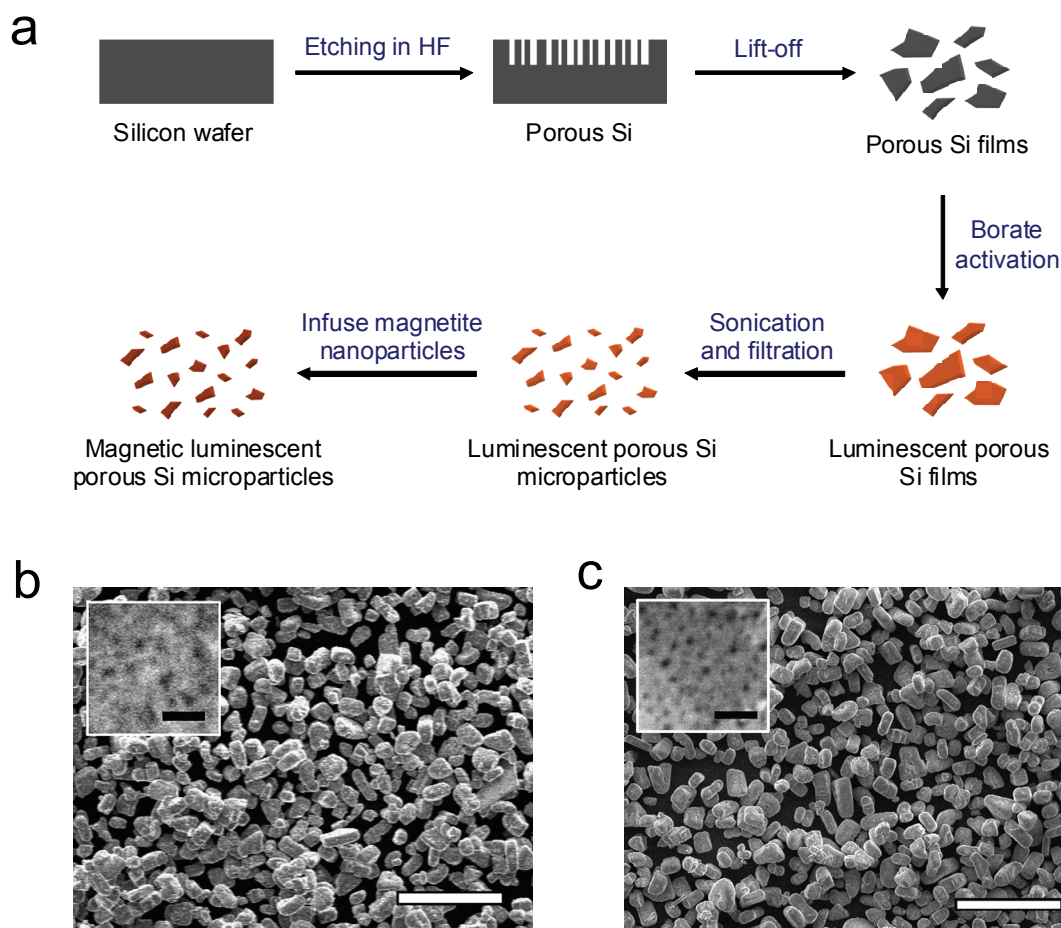 a
Etching in HF
Lift-off
Silicon wafer
Porous Si
Porous Si films
Borate
activation
Infuse magnetite
nanoparticles
Sonication
and filtration
Magnetic luminescent
porous Si microparticles
Luminescent porous Si
microparticles
Luminescent porous
Si films
b
c